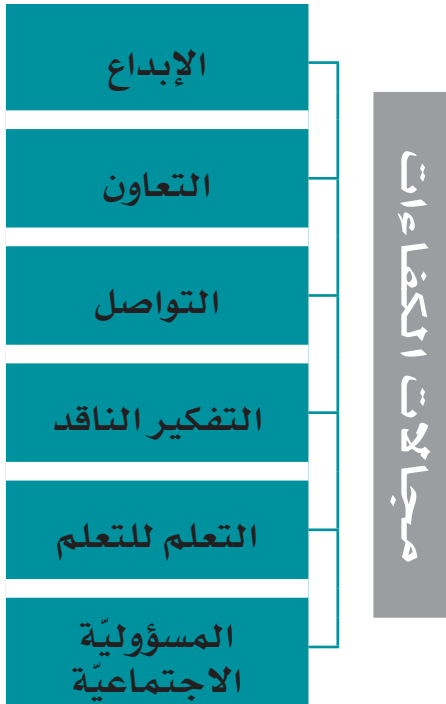 مجالات الكفاءات
الإبداع
التعاون
التواصل
التفكير الناقد
التعلم للتعلم
المسؤوليّة
الاجتماعيّة